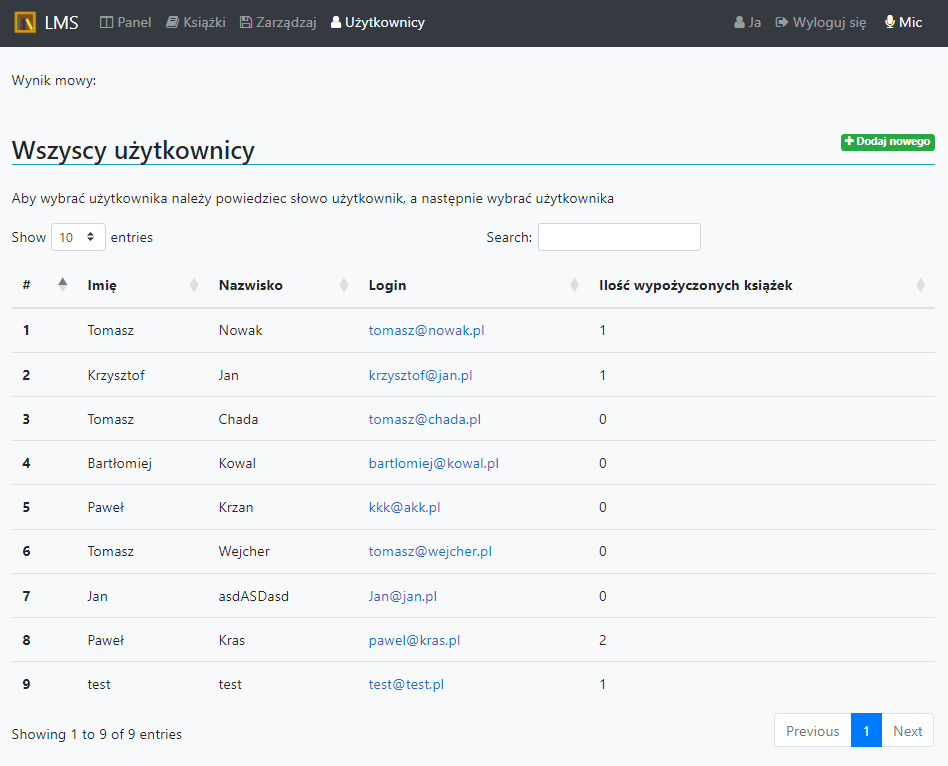 LMS Panel Książki Zarządzaj Użytkownicy Ja Wyloguj się Mic
Wynik mowy:
Wszyscy użytkownicy Dodaj nowego
Aby wybrać użytkownika należy powiedziec słowo użytkownik, a następnie wybrać użytkownika
Show 10 entries Search:
# Imię Nazwisko Login Ilość wypożyczonych książek
1 Tomasz Nowak tomasz@nowak.pl 1
2 Krzysztof Jan krzysztof@jan.pl 1
3 Tomasz Chada tomasz@chada.pl 0
4 Bartłomiej Kowal bartlomiej@kowal.pl 0
5 Paweł Krzan kkk@akk.pl 0
6 Tomasz Wejcher tomasz@wejcher.pl 0
7 Jan asdASDasd Jan@jan.pl 0
8 Paweł Kras pawel@kras.pl 2
9 test test test@test.pl 1
Showing 1 to 9 of 9 entries Previous 1 Next